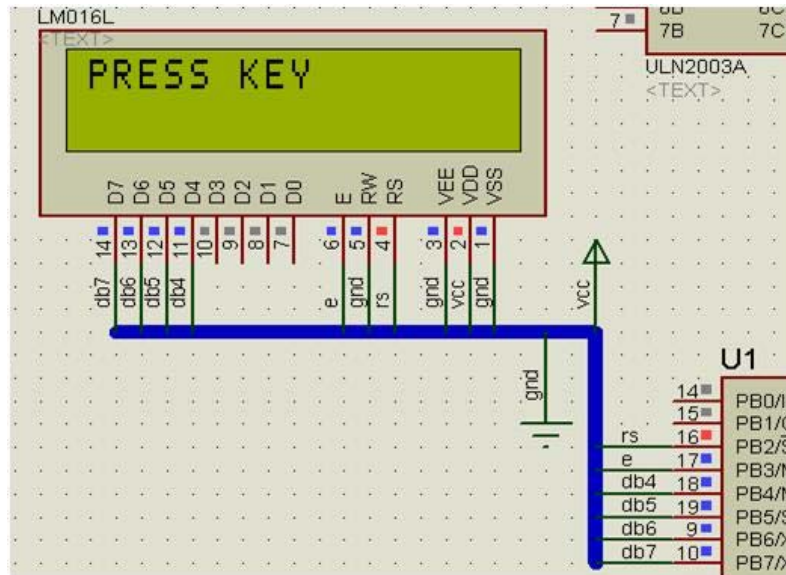 LM016L
<TEXT>
PRESS KEY
7
6B
6C
7B
7C
ULN2003A
<TEXT>
D7 D6 D5 D4 D3 D2 D1 D0 E RW RS VEE VDD VSS
14 13 12 11 10 9 8 7 6 5 4 3 2 1
db7 db6 db5 db4 e gnd rs gnd vcc gnd
vcc
gnd
U1
14 PB0/
15 PB1/
rs 16 PB2/
e 17 PB3/
db4 18 PB4/
db5 19 PB5/
db6 9 PB6/
db7 10 PB7/